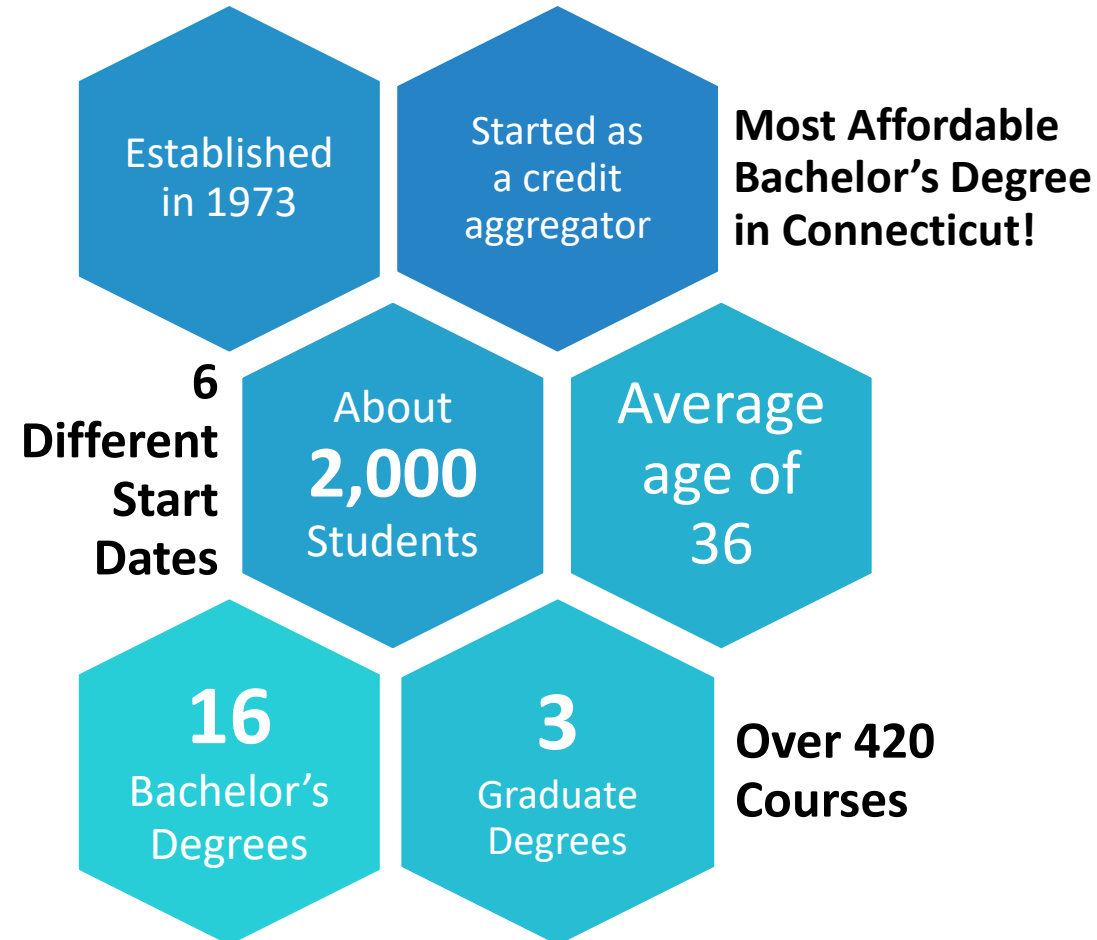 Established
in 1973
Started as
a credit
aggregator
Most Affordable
Bachelor’s Degree
in Connecticut!
6
Different
Start
Dates
About
2,000
Students
Average
age of
36
16
Bachelor’s
Degrees
3
Graduate
Degrees
Over 420
Courses